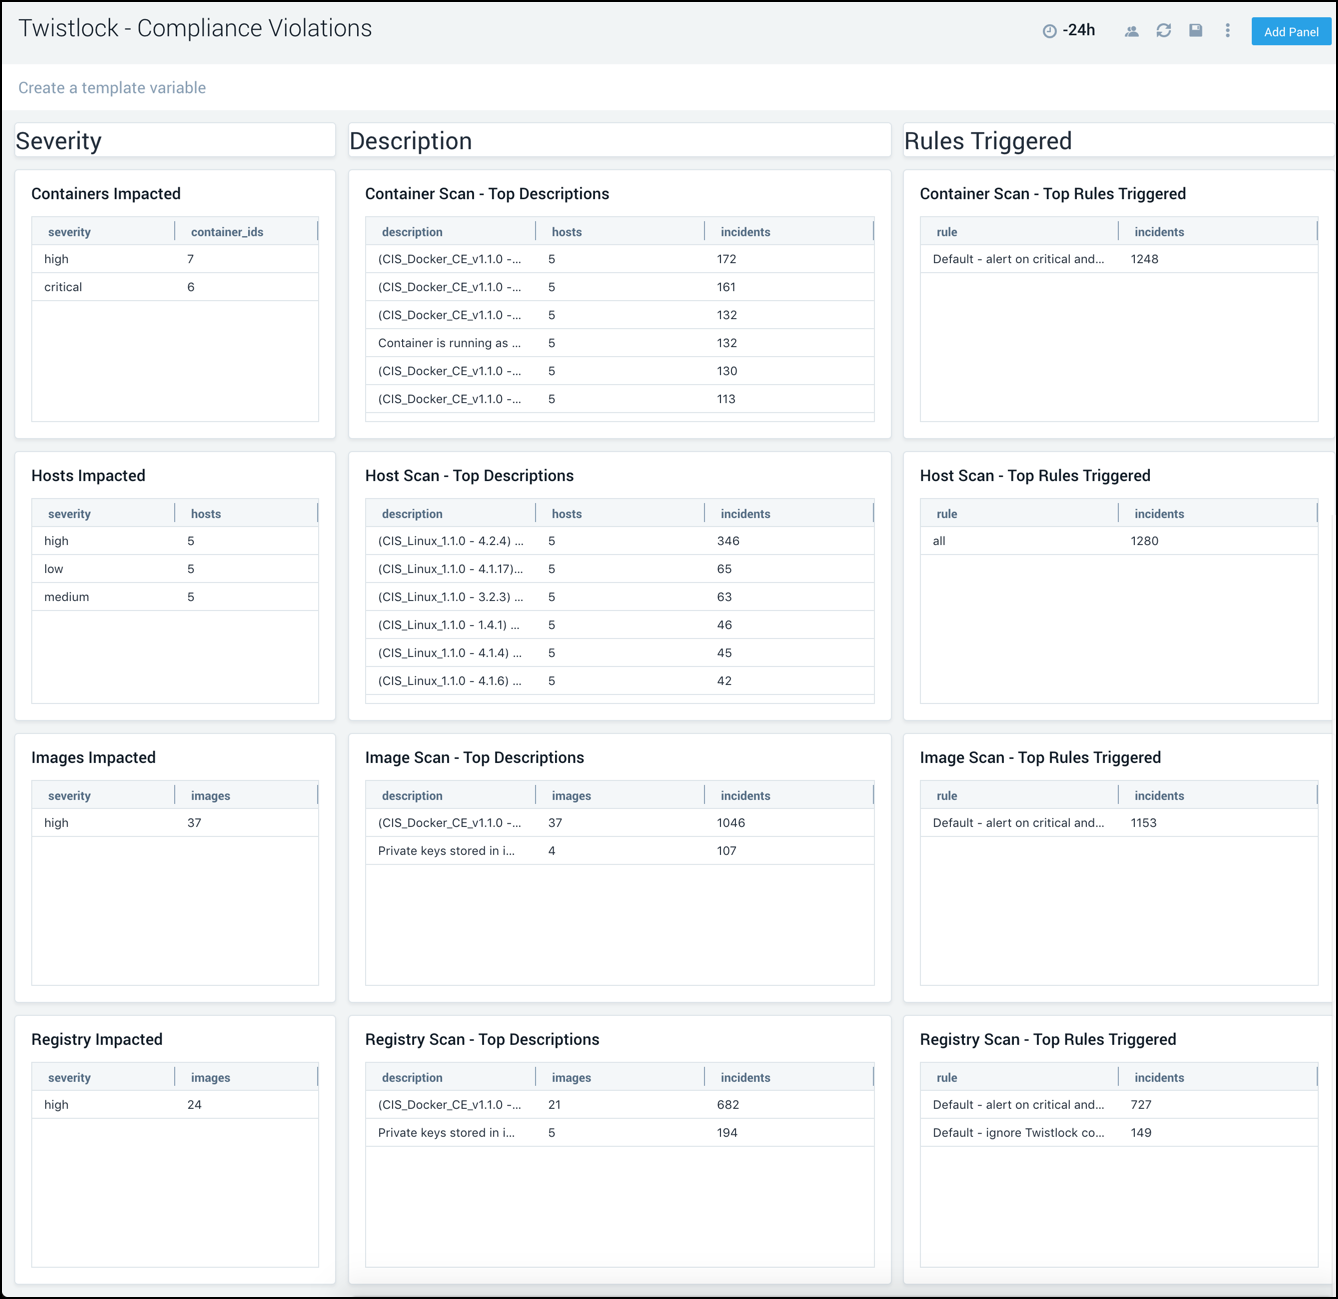 Twistlock - Compliance Violations
-24h
Add Panel
Create a template variable
Severity
Description
Rules Triggered
Containers Impacted
severity container_ids
high 7
critical 6
Container Scan - Top Descriptions
description hosts incidents
(CIS_Docker_CE_v1.1.0 -... 5 172
(CIS_Docker_CE_v1.1.0 -... 5 161
(CIS_Docker_CE_v1.1.0 -... 5 132
Container is running as ... 5 132
(CIS_Docker_CE_v1.1.0 -... 5 130
(CIS_Docker_CE_v1.1.0 -... 5 113
Container Scan - Top Rules Triggered
rule incidents
Default - alert on critical and... 1248
Hosts Impacted
severity hosts
high 5
low 5
medium 5
Host Scan - Top Descriptions
description hosts incidents
(CIS_Linux_1.1.0 - 4.2.4) ... 5 346
(CIS_Linux_1.1.0 - 4.1.17)... 5 65
(CIS_Linux_1.1.0 - 3.2.3) ... 5 63
(CIS_Linux_1.1.0 - 1.4.1) ... 5 46
(CIS_Linux_1.1.0 - 4.1.4) ... 5 45
(CIS_Linux_1.1.0 - 4.1.6) ... 5 42
Host Scan - Top Rules Triggered
rule incidents
all 1280
Images Impacted
severity images
high 37
Image Scan - Top Descriptions
description images incidents
(CIS_Docker_CE_v1.1.0 -... 37 1046
Private keys stored in i... 4 107
Image Scan - Top Rules Triggered
rule incidents
Default - alert on critical and... 1153
Registry Impacted
severity images
high 24
Registry Scan - Top Descriptions
description images incidents
(CIS_Docker_CE_v1.1.0 -... 21 682
Private keys stored in i... 5 194
Registry Scan - Top Rules Triggered
rule incidents
Default - alert on critical and... 727
Default - ignore Twistlock co... 149